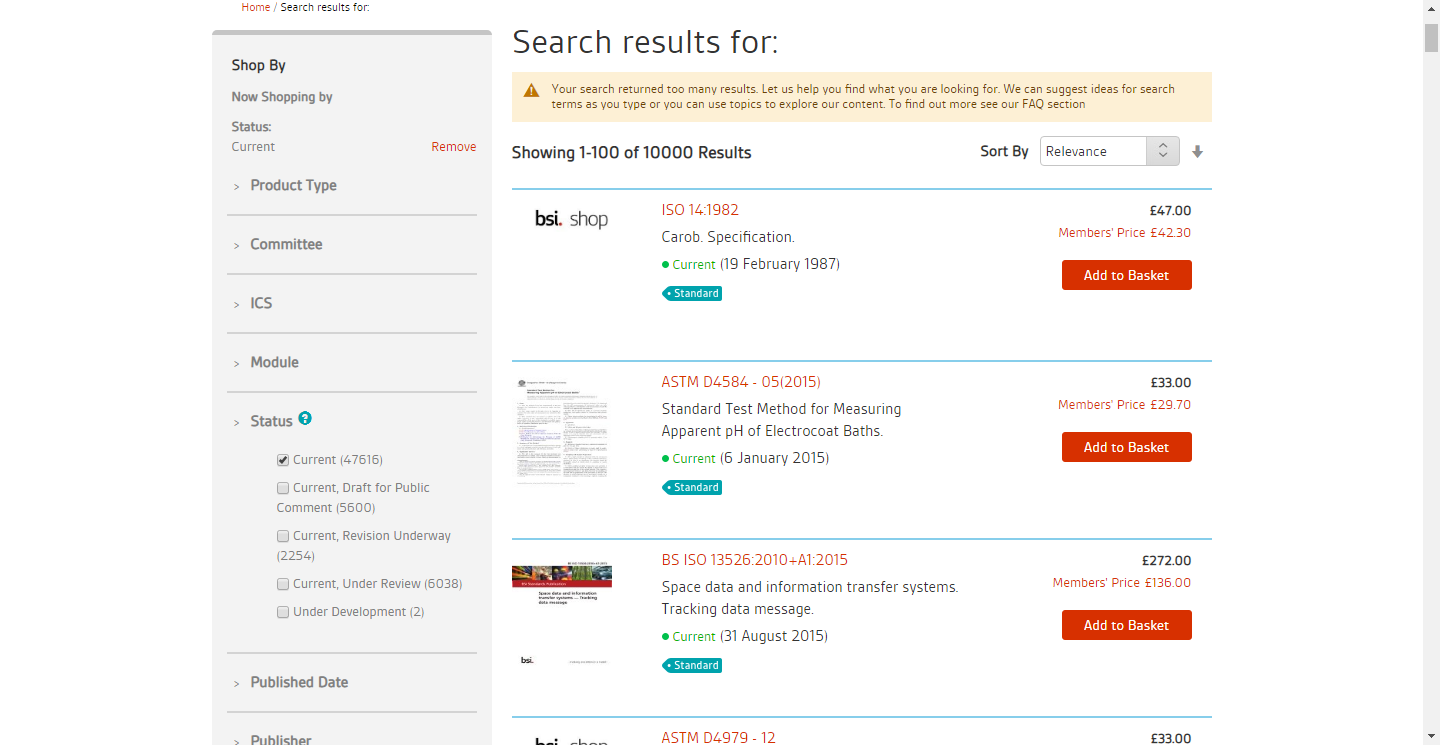 Home / Search results for:
Shop By
Now Shopping by
Status:
Current Remove
> Product Type
> Committee
> ICS
> Module
> Status ?
Current (47616)
Current, Draft for Public
Comment (5600)
Current, Revision Underway
(2254)
Current, Under Review (6038)
Under Development (2)
> Published Date
> Publisher
Search results for:
Your search returned too many results. Let us help you find what you are looking for. We can suggest ideas for search
terms as you type or you can use topics to explore our content. To find out more see our FAQ section
Showing 1-100 of 10000 Results
Sort By Relevance
bsi. shop
ISO 14:1982
Carob. Specification.
Current (19 February 1987)
Standard
£47.00
Members' Price £42.30
Add to Basket
ASTM D4584 - 05(2015)
Standard Test Method for Measuring
Apparent pH of Electrocoat Baths.
Current (6 January 2015)
Standard
£33.00
Members' Price £29.70
Add to Basket
Space data and information
transfer systems — Tracking
data message
bsi.
BS ISO 13526:2010+A1:2015
Space data and information transfer systems.
Tracking data message.
Current (31 August 2015)
Standard
£272.00
Members' Price £136.00
Add to Basket
bsi. shop
ASTM D4979 - 12
£33.00